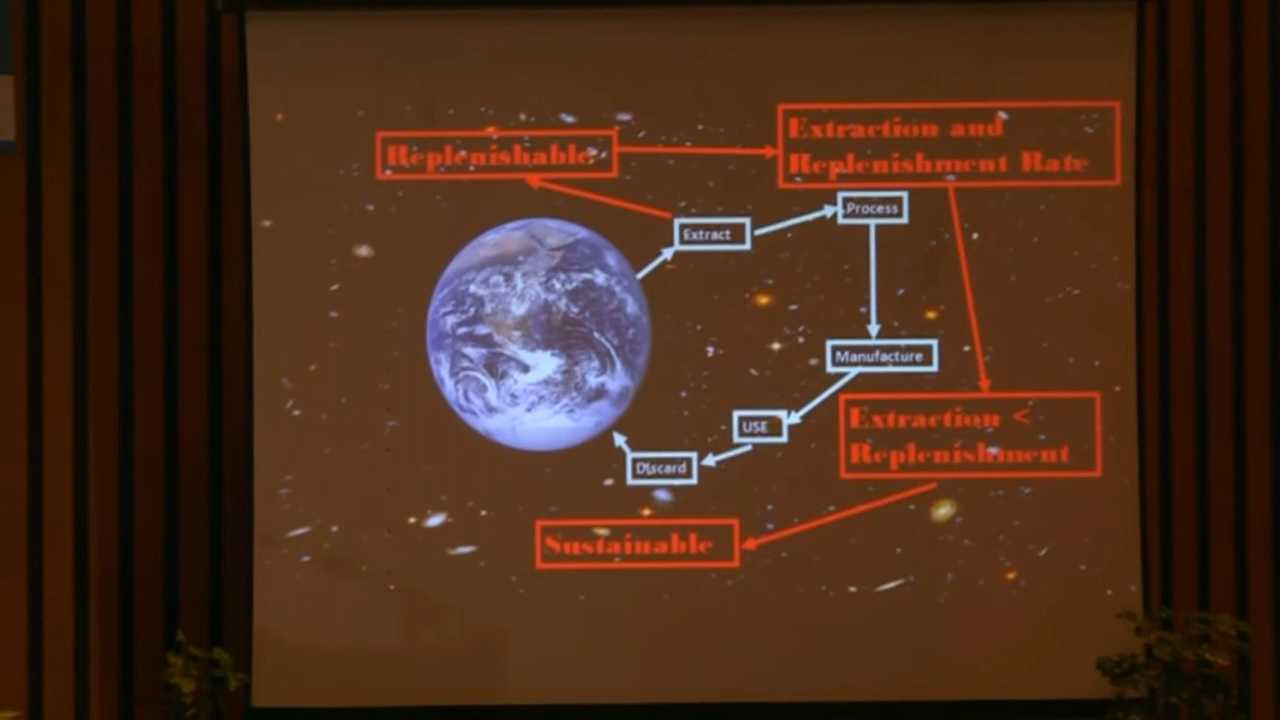 Replenishable
Extraction and
Replenishment Rate
Extract
Process
Manufacture
USE
Discard
Extraction <
Replenishment
Sustainable